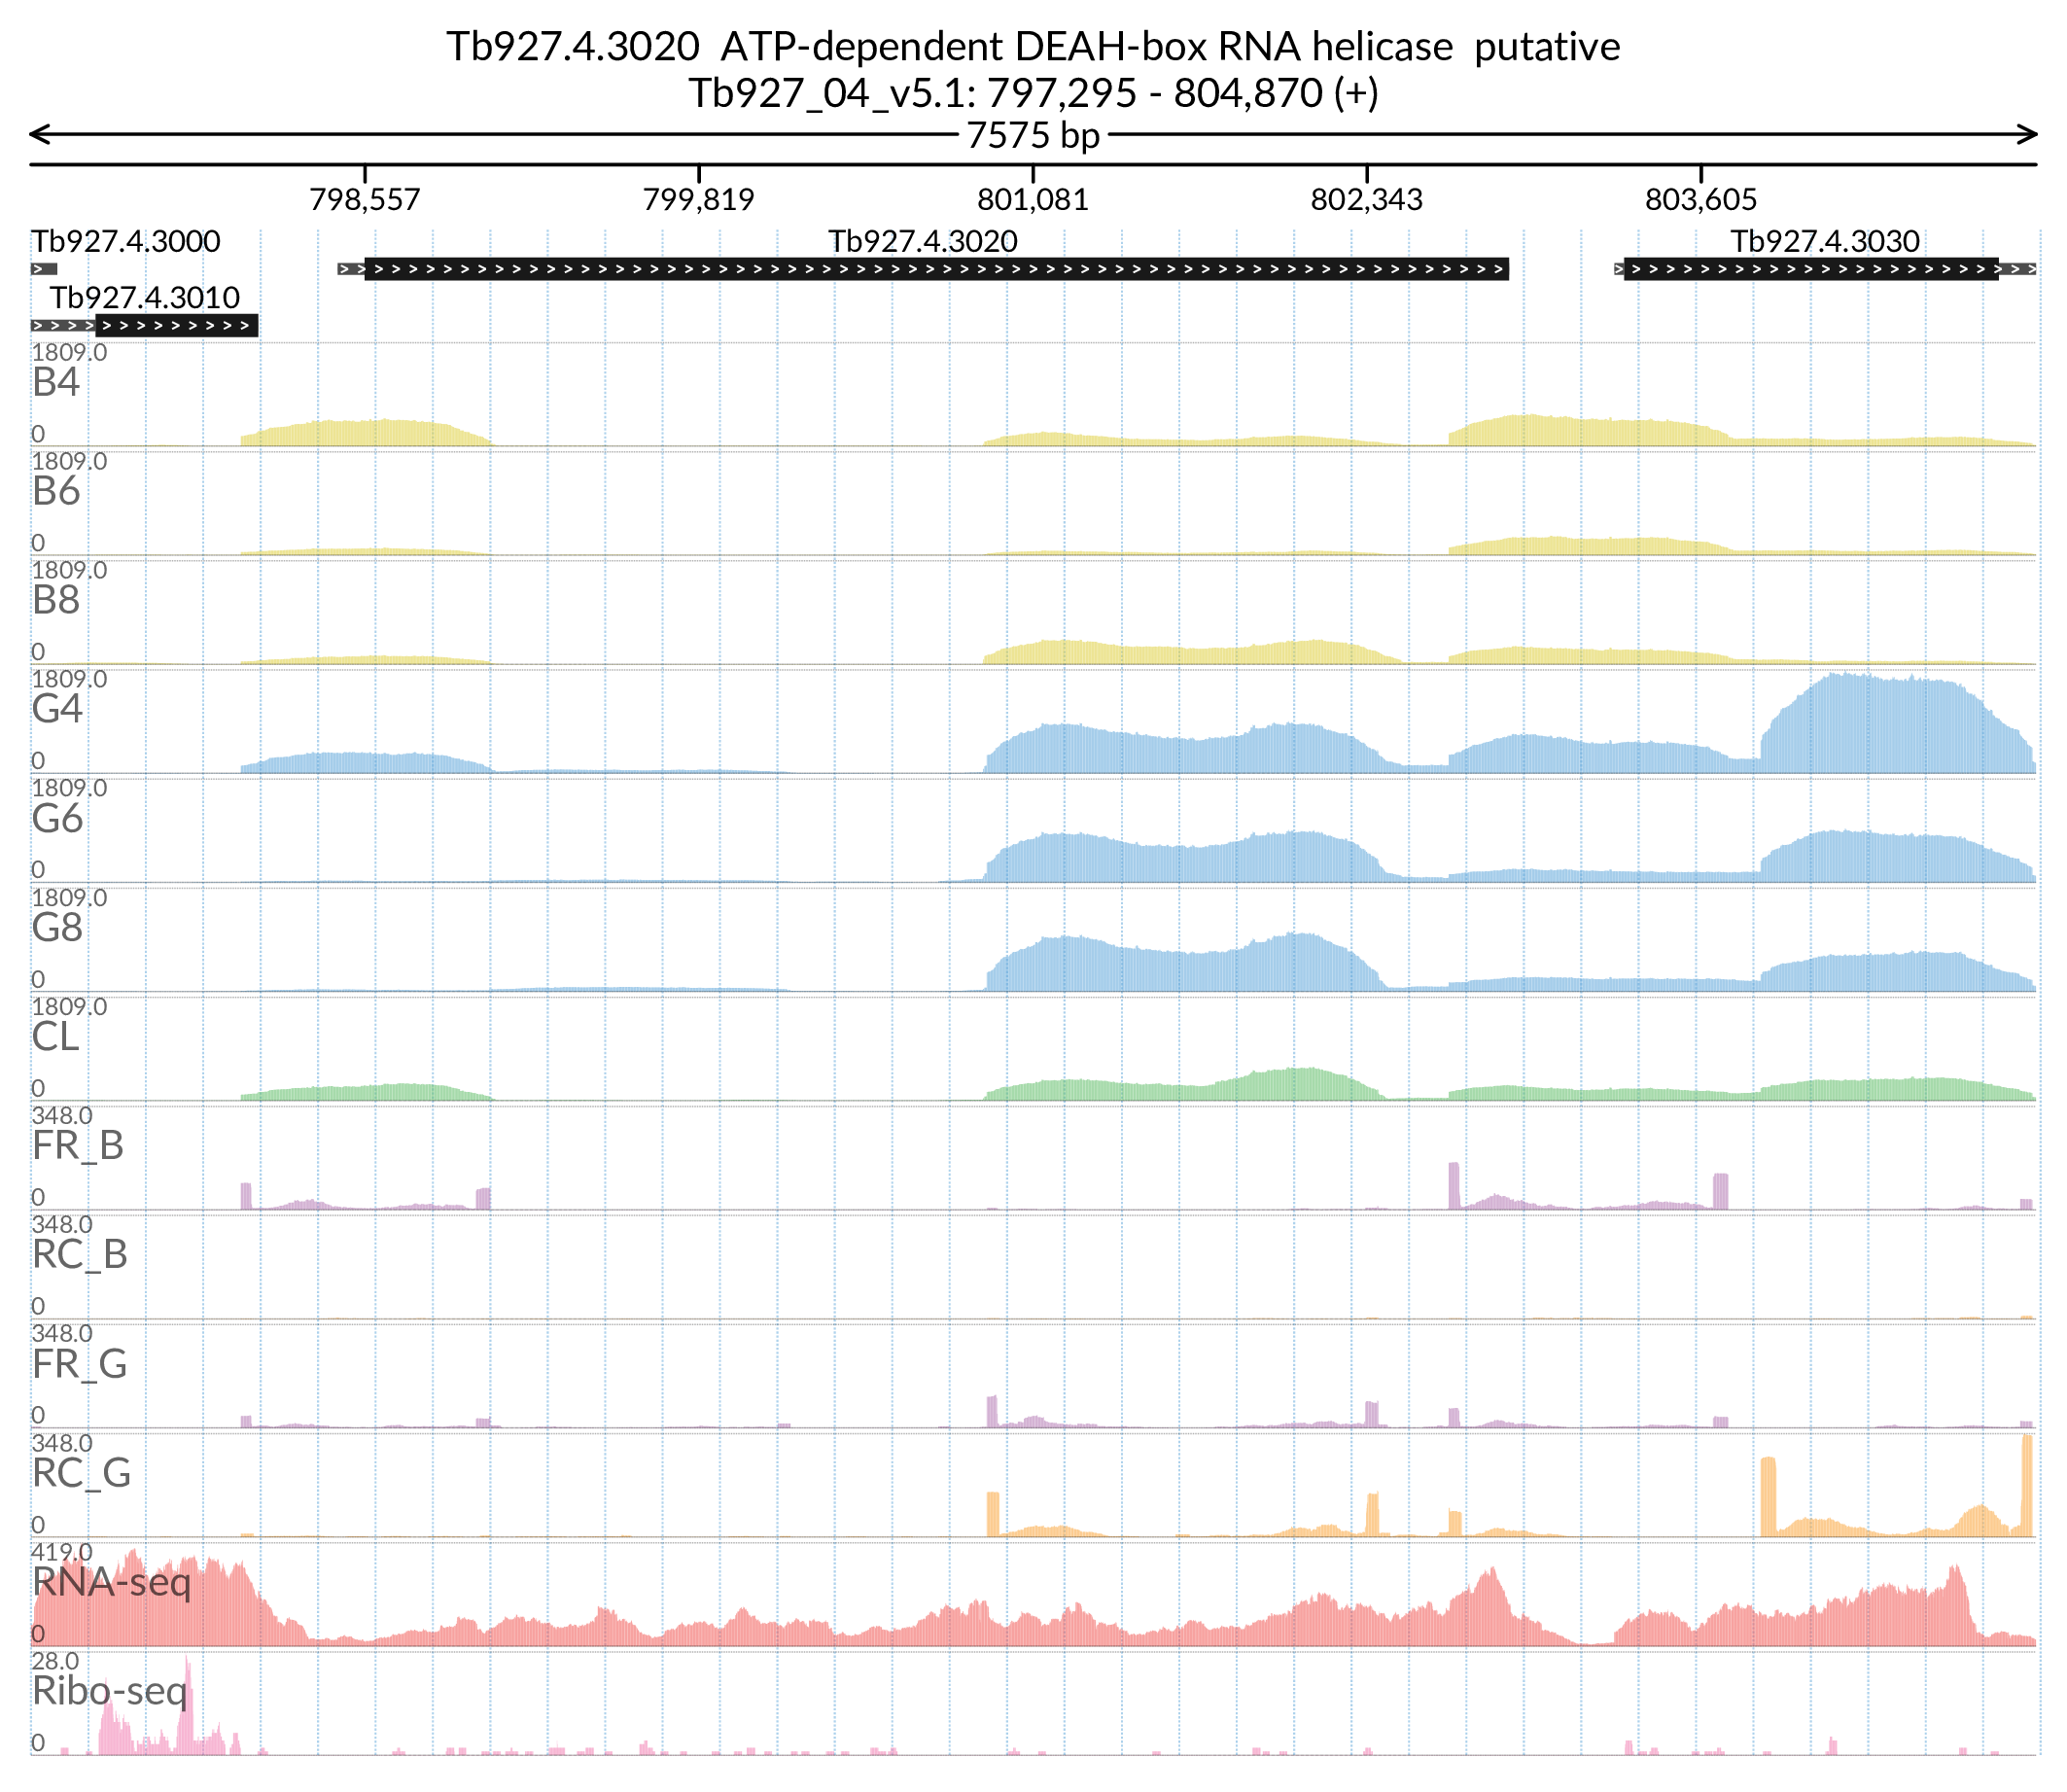 Tb927.4.3020  ATP-dependent DEAH-box RNA helicase  putative
Tb927_04_v5.1: 797,295 - 804,870 (+)
7575 bp
798,557 799,819 801,081 802,343 803,605
Tb927.4.3000 Tb927.4.3020 Tb927.4.3030
Tb927.4.3010
1809.0
B4
0
1809.0
B6
0
1809.0
B8
0
1809.0
G4
0
1809.0
G6
0
1809.0
G8
0
1809.0
CL
0
348.0
FR_B
0
348.0
RC_B
0
348.0
FR_G
0
348.0
RC_G
0
419.0
RNA-seq
0
28.0
Ribo-seq
0